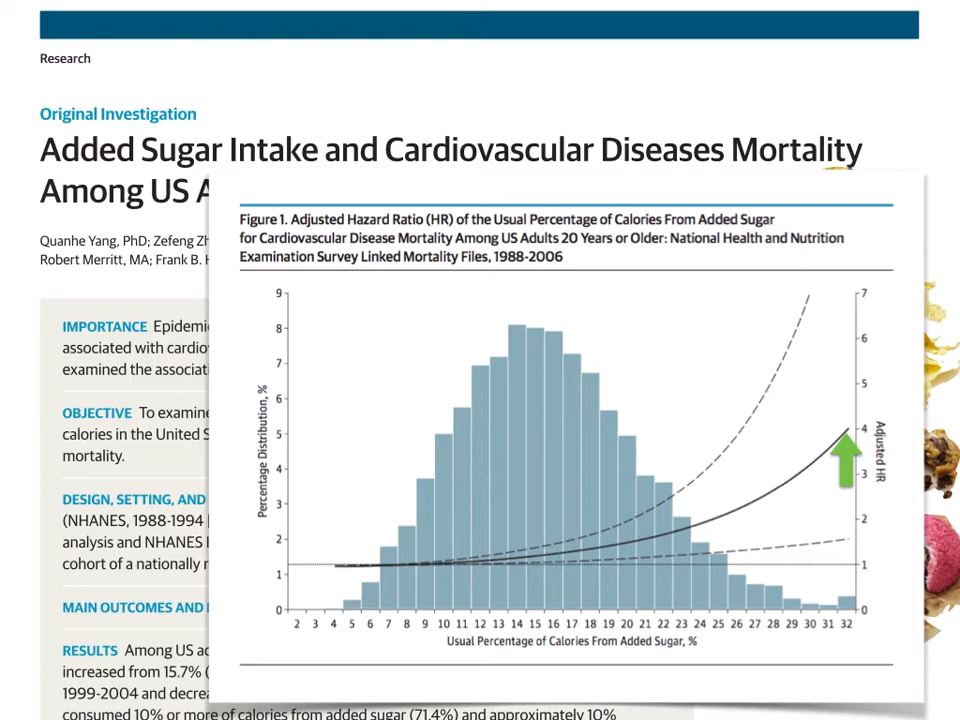 Research
Original Investigation
Added Sugar Intake and Cardiovascular Diseases Mortality
Among US A
Quanhe Yang, PhD; Zefeng Zh
Robert Merritt, MA; Frank B. H
IMPORTANCE Epidemi
associated with cardio
examined the associati
OBJECTIVE To examine
calories in the United S
mortality.
DESIGN, SETTING, AND
(NHANES, 1988-1994
analysis and NHANES
cohort of a nationally r
MAIN OUTCOMES AND
RESULTS Among US ad
increased from 15.7% (
1999-2004 and decrea
consumed 10% or more of calories from added sugar (71.4%) and approximately 10%
Figure 1. Adjusted Hazard Ratio (HR) of the Usual Percentage of Calories From Added Sugar
for Cardiovascular Disease Mortality Among US Adults 20 Years or Older: National Health and Nutrition
Examination Survey Linked Mortality Files, 1988-2006
Percentage Distribution, %
9
8
7
6
5
4
3
2
1
0
7
6
5
4
3
2
1
0
Adjusted HR
2 3 4 5 6 7 8 9 10 11 12 13 14 15 16 17 18 19 20 21 22 23 24 25 26 27 28 29 30 31 32
Usual Percentage of Calories From Added Sugar, %